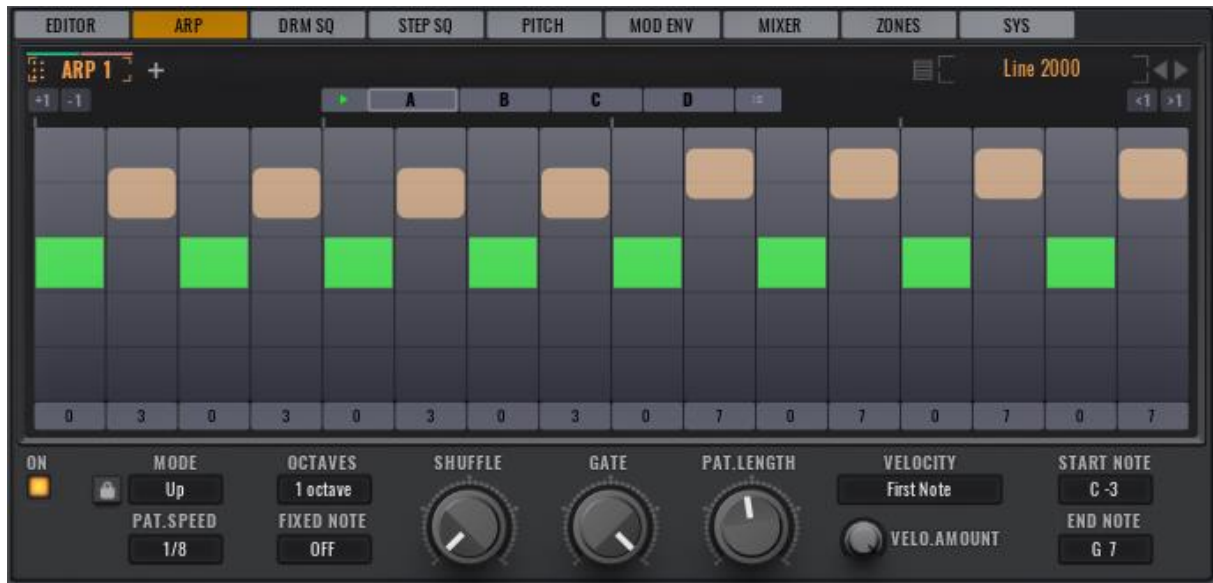 EDITOR ARP DRM SQ STEP SQ PITCH MOD ENV MIXER ZONES SYS
ARP 1 + Line 2000
+1 -1 A B C D <1 >1
0 3 0 3 0 3 0 3 0 7 0 7 0 7 0 7
ON MODE OCTAVES SHUFFLE GATE PAT.LENGTH VELOCITY START NOTE
Up 1 octave First Note C -3
PAT.SPEED FIXED NOTE VELO.AMOUNT END NOTE
1/8 OFF G 7